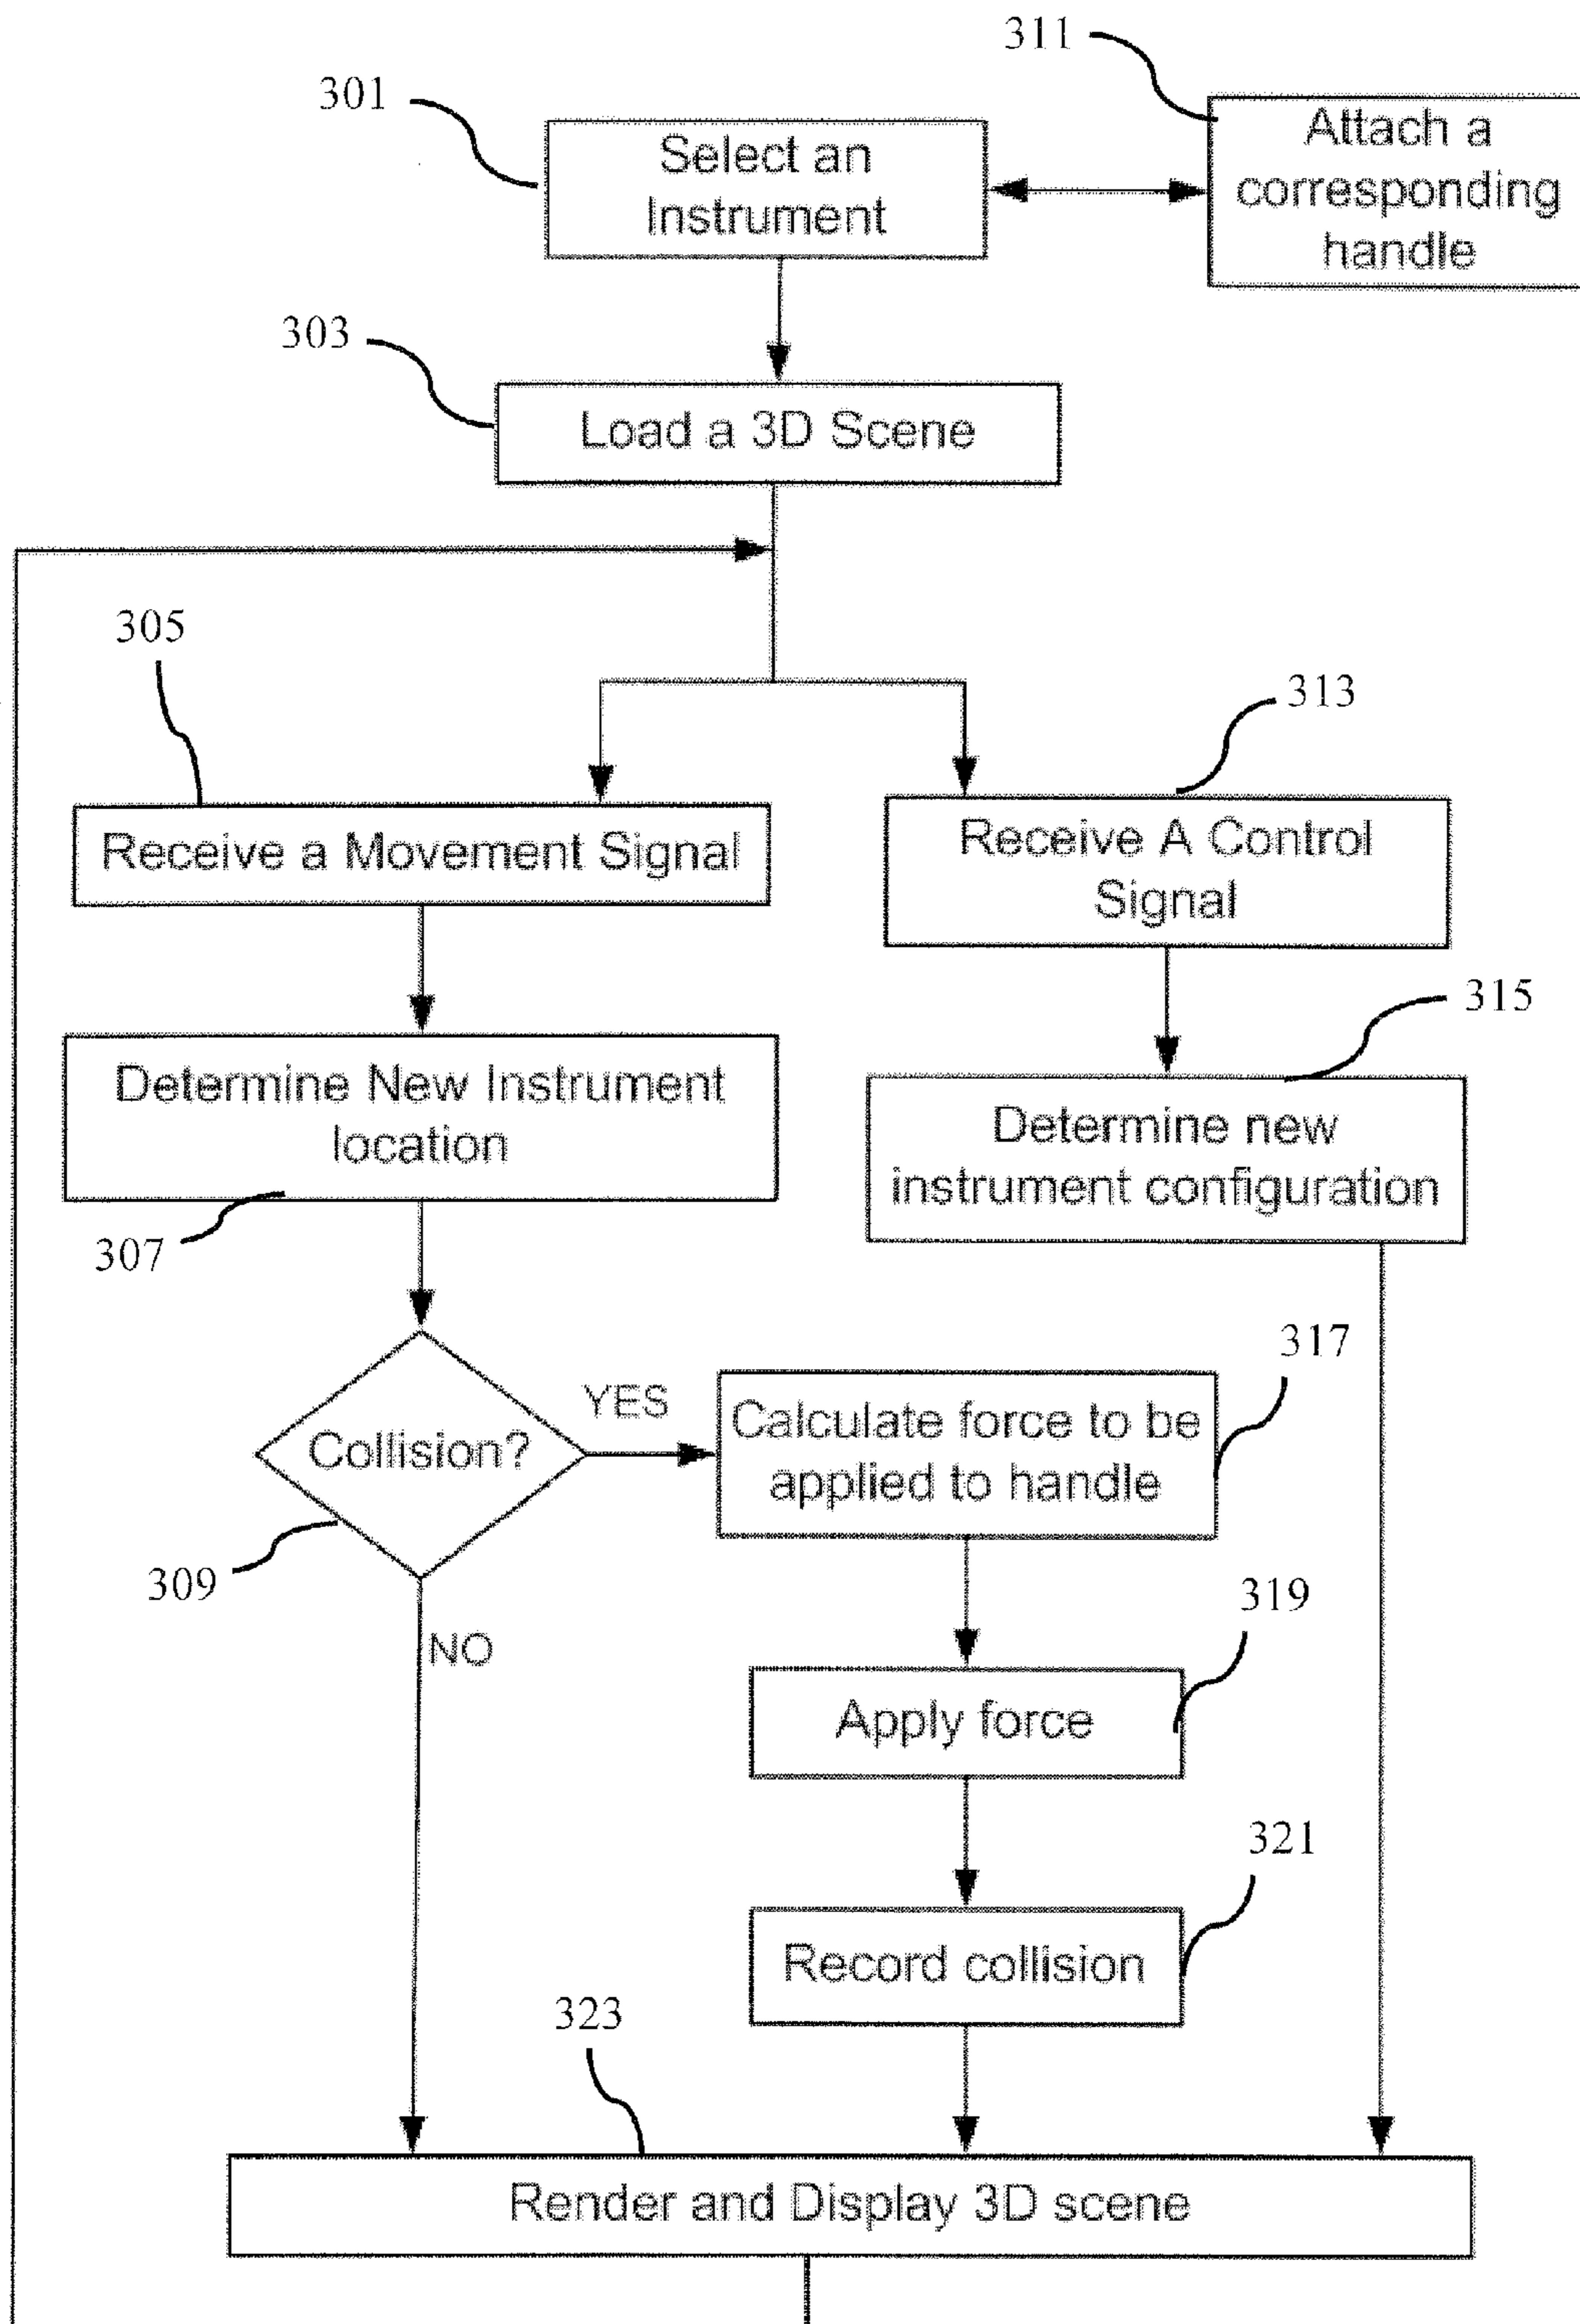 311
301
Select an
Instrument
Attach a
corresponding
handle
303
Load a 3D Scene
305
313
Receive a Movement Signal
Receive A Control
Signal
315
Determine New Instrument
location
Determine new
instrument configuration
307
317
YES
Collision?
Calculate force to be
applied to handle
309
319
NO
Apply force
321
Record collision
323
Render and Display 3D scene